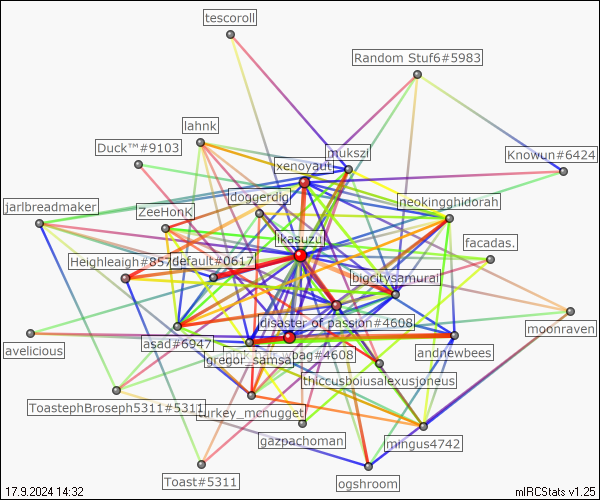 tescoroll
Random Stuf6#5983
lahnk
Duck™#9103
mukszi
Knowun#6424
xenoyaut
doggerdig
neokingghidorah
jarlbreadmaker
ZeeHonK
ikasuzu
facadas.
Heighleaigh#857
default#0617
bigcitysamurai
disaster of passion#4608
moonraven
avelicious
asad#6947
andnewbees
gregor_samsa
bag#4608
thiccusboiusalexusjoneus
ToastephBroseph5311#5311
turkey_mcnugget
gazpachoman
mingus4742
Toast#5311
ogshroom
17.9.2024 14:32
mIRCStats v1.25